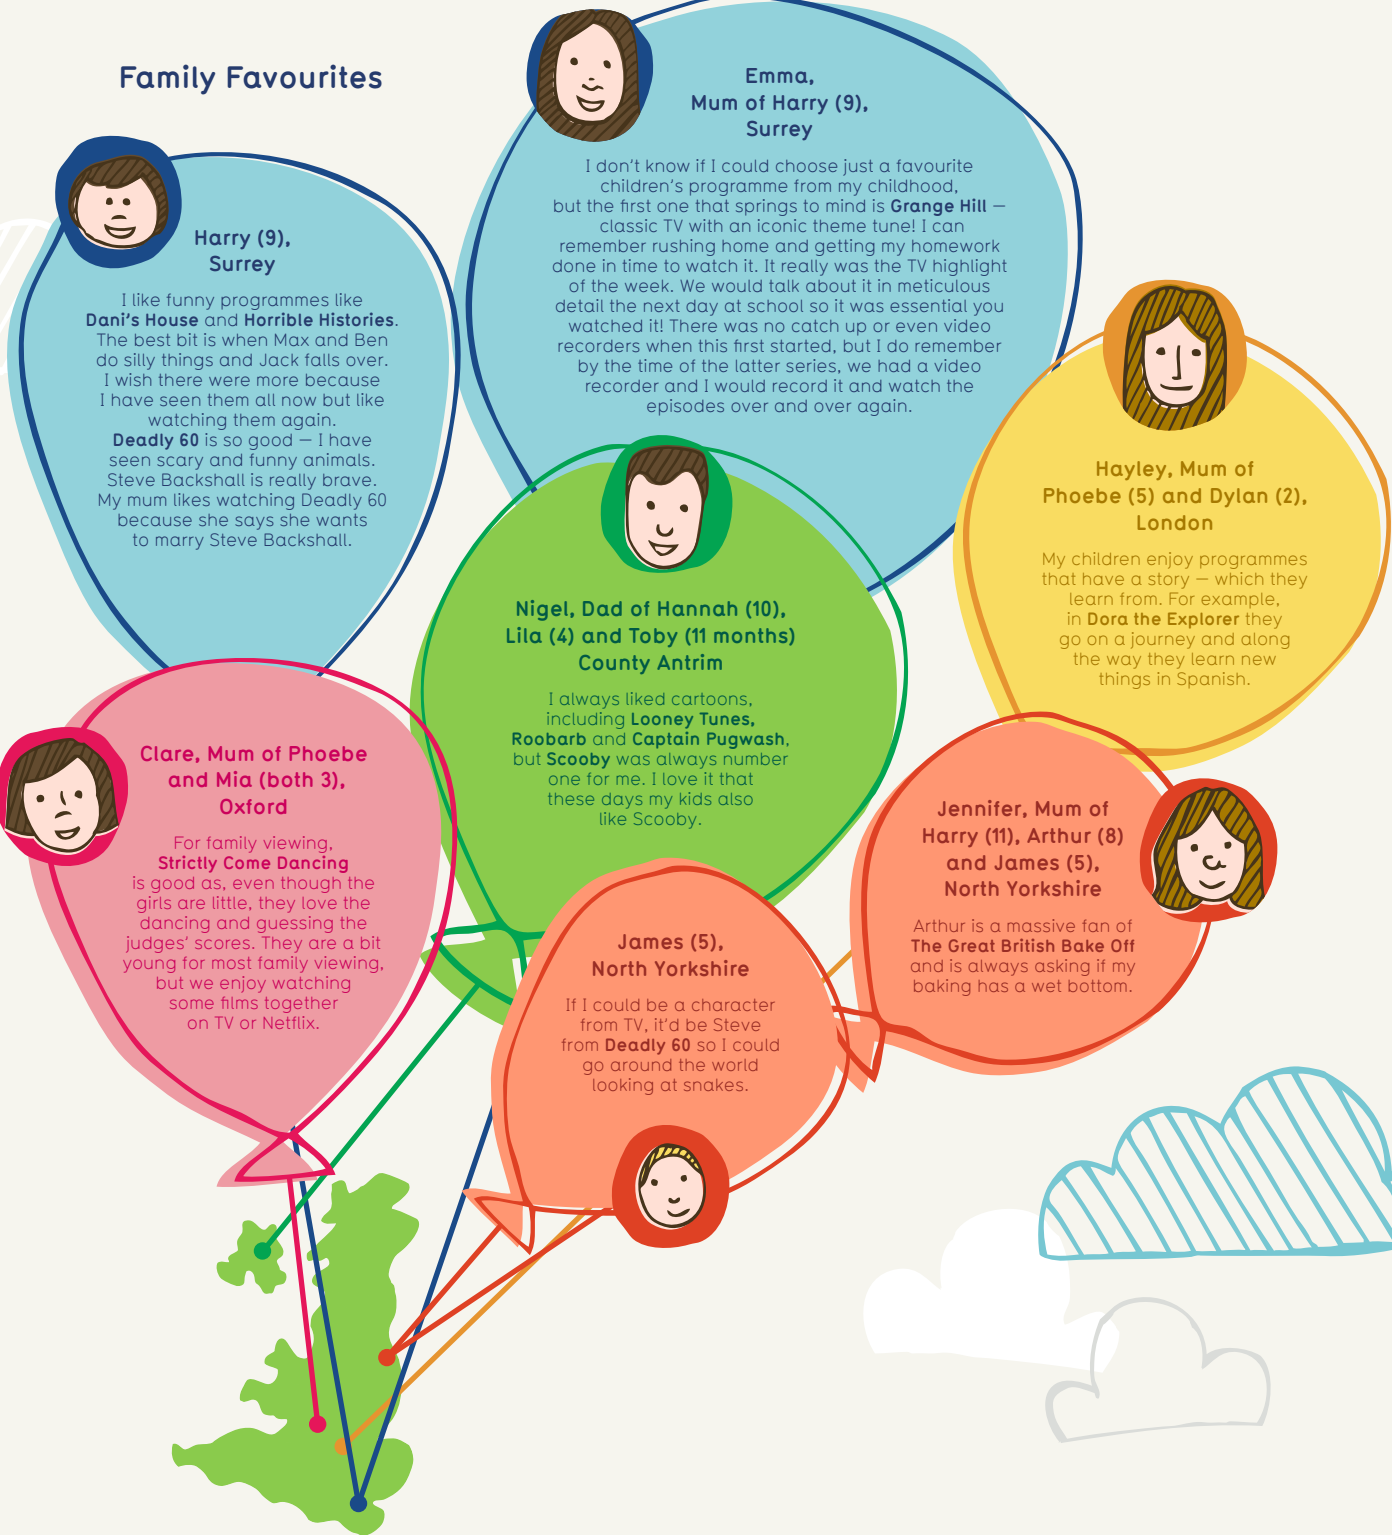 Family Favourites
Harry (9),
Surrey
I like funny programmes like
Dani's House and Horrible Histories.
The best bit is when Max and Ben
do silly things and Jack falls over.
I wish there were more because
I have seen them all now but like
watching them again.
Deadly 60 is so good – I have
seen scary and funny animals.
Steve Backshall is really brave.
My mum likes watching Deadly 60
because she says she wants
to marry Steve Backshall.
Emma,
Mum of Harry (9),
Surrey
I don't know if I could choose just a favourite
children's programme from my childhood,
but the first one that springs to mind is Grange Hill –
classic TV with an iconic theme tune! I can
remember rushing home and getting my homework
done in time to watch it. It really was the TV highlight
of the week. We would talk about it in meticulous
detail the next day at school so it was essential you
watched it! There was no catch up or even video
recorders when this first started, but I do remember
by the time of the latter series, we had a video
recorder and I would record it and watch the
episodes over and over again.
Hayley, Mum of
Phoebe (5) and Dylan (2),
London
My children enjoy programmes
that have a story – which they
learn from. For example,
in Dora the Explorer they
go on a journey and along
the way they learn new
things in Spanish.
Nigel, Dad of Hannah (10),
Lila (4) and Toby (11 months)
County Antrim
I always liked cartoons,
including Looney Tunes,
Roobarb and Captain Pugwash,
but Scooby was always number
one for me. I love it that
these days my kids also
like Scooby.
Clare, Mum of Phoebe
and Mia (both 3),
Oxford
For family viewing,
Strictly Come Dancing
is good as, even though the
girls are little, they love the
dancing and guessing the
judges' scores. They are a bit
young for most family viewing,
but we enjoy watching
some films together
on TV or Netflix.
Jennifer, Mum of
Harry (11), Arthur (8)
and James (5),
North Yorkshire
Arthur is a massive fan of
The Great British Bake Off
and is always asking if my
baking has a wet bottom.
James (5),
North Yorkshire
If I could be a character
from TV, it'd be Steve
from Deadly 60 so I could
go around the world
looking at snakes.